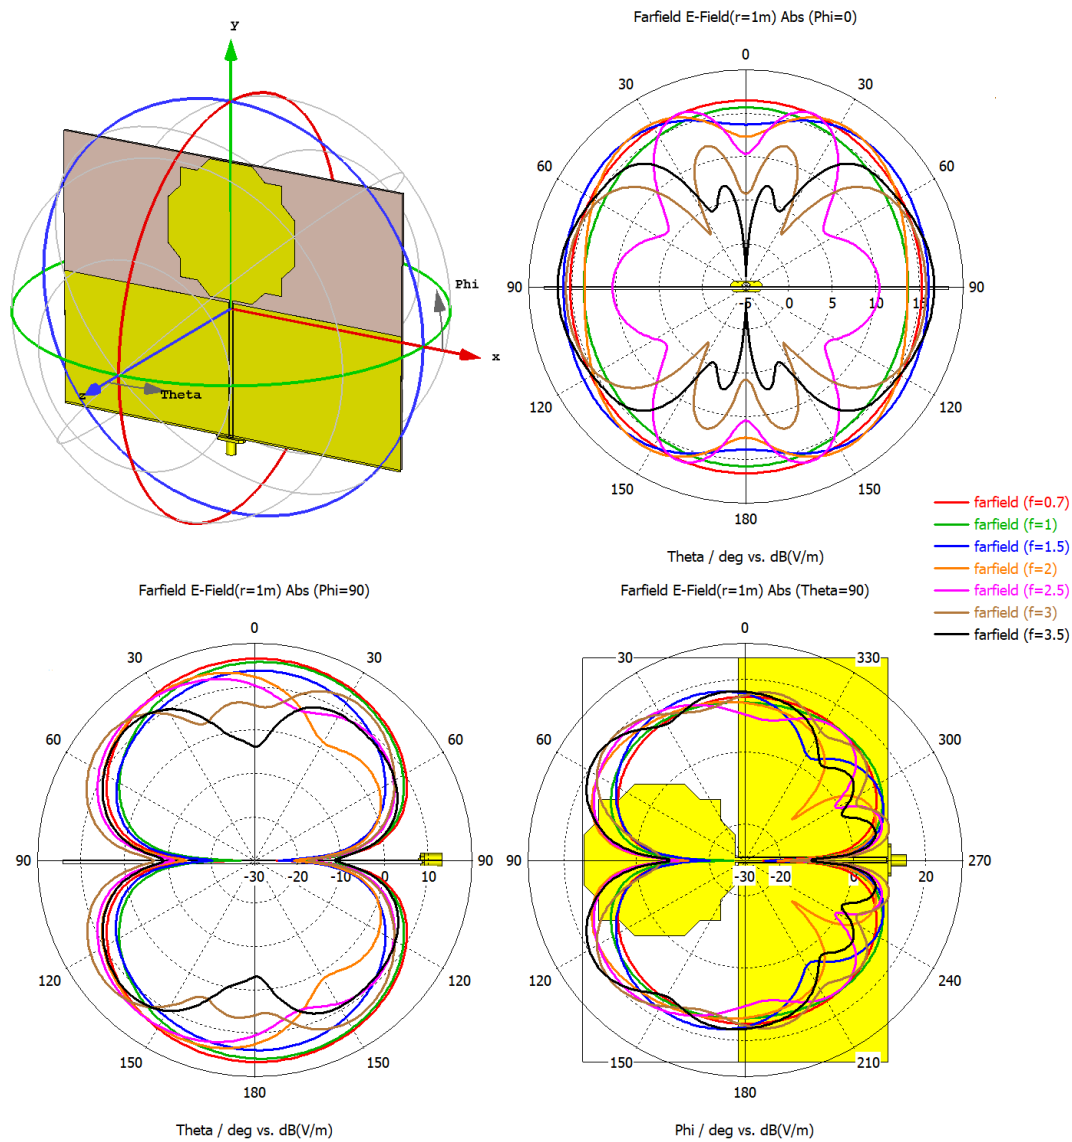 y
Phi
x
z
Theta
Farfield E-Field(r=1m) Abs (Phi=0)
0
30
30
60
60
90
-5
0
5
10
15
90
120
120
150
150
180
Theta / deg vs. dB(V/m)
farfield (f=0.7)
farfield (f=1)
farfield (f=1.5)
farfield (f=2)
farfield (f=2.5)
farfield (f=3)
farfield (f=3.5)
Farfield E-Field(r=1m) Abs (Phi=90)
0
30
30
60
60
90
-30
-20
-10
0
10
90
120
120
150
150
180
Theta / deg vs. dB(V/m)
Farfield E-Field(r=1m) Abs (Theta=90)
0
30
330
60
300
90
-30
-20
0
20
270
120
240
150
210
180
Phi / deg vs. dB(V/m)